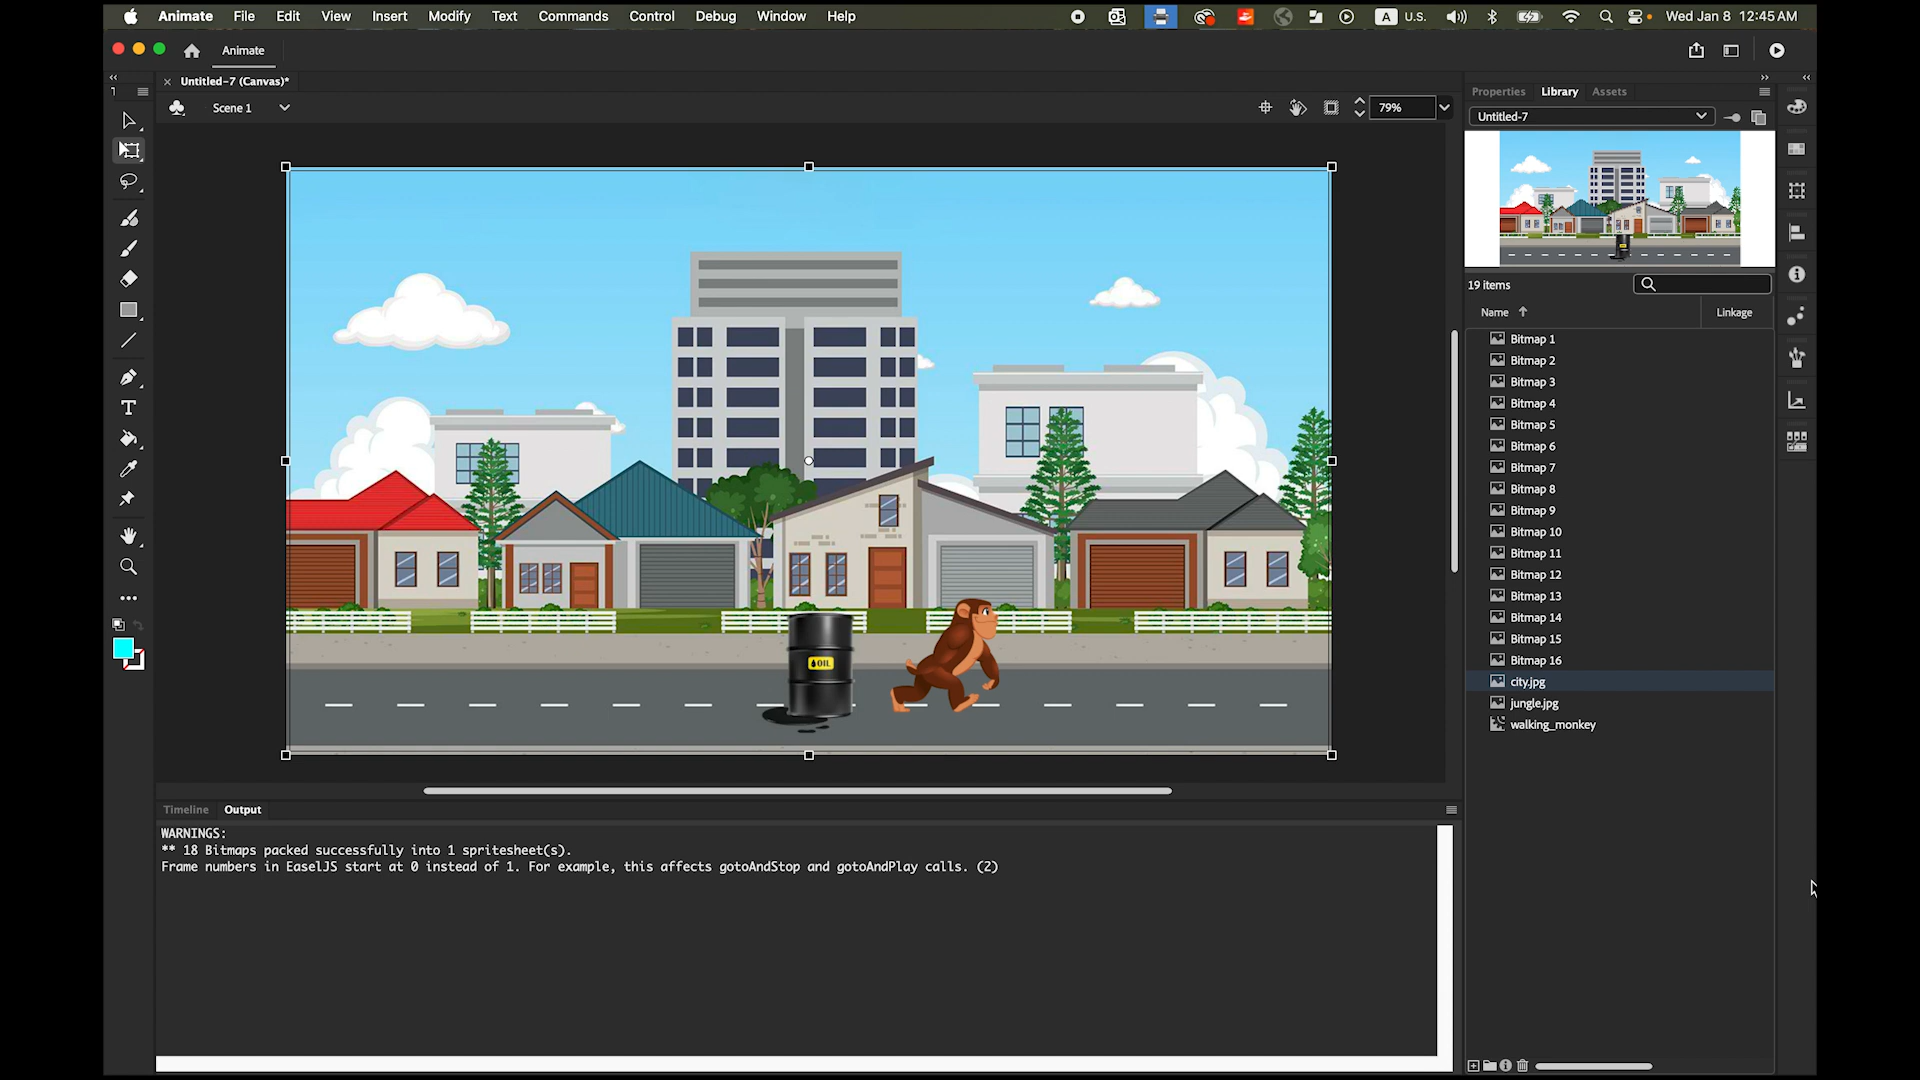 Animate File Edit View Insert Modify Text Commands Control Debug Window Help A U.S. Wed Jan 8 12:45 AM
Animate
Untitled-7 (Canvas)*
Scene 1 79%
Properties Library Assets
Untitled-7
19 items
Name Linkage
Bitmap 1
Bitmap 2
Bitmap 3
Bitmap 4
Bitmap 5
Bitmap 6
Bitmap 7
Bitmap 8
Bitmap 9
Bitmap 10
Bitmap 11
Bitmap 12
Bitmap 13
Bitmap 14
Bitmap 15
Bitmap 16
city.jpg
jungle.jpg
walking_monkey
OIL
Timeline Output
WARNINGS:
** 18 Bitmaps packed successfully into 1 spritesheet(s).
Frame numbers in EaselJS start at 0 instead of 1. For example, this affects gotoAndStop and gotoAndPlay calls. (2)